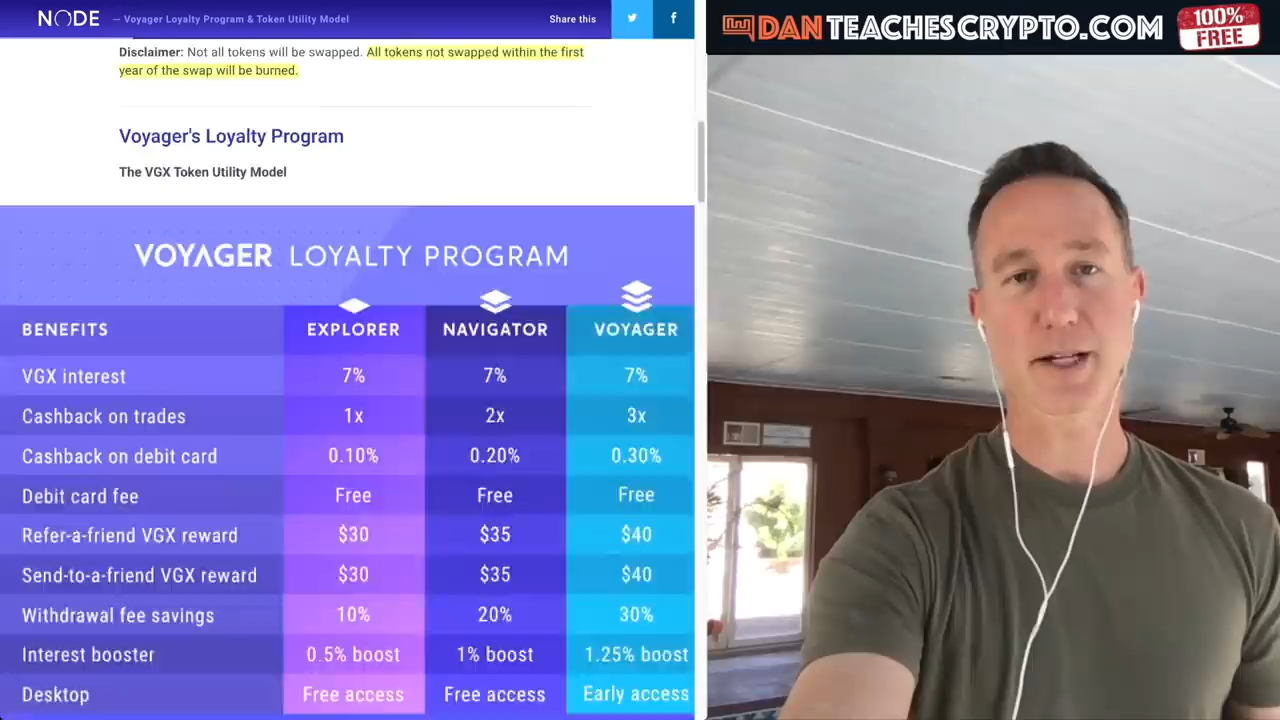 NODE — Voyager Loyalty Program & Token Utility Model Share this
Disclaimer: Not all tokens will be swapped. All tokens not swapped within the first
year of the swap will be burned.
Voyager's Loyalty Program
The VGX Token Utility Model
VOYAGER LOYALTY PROGRAM
BENEFITS EXPLORER NAVIGATOR VOYAGER
VGX interest 7% 7% 7%
Cashback on trades 1x 2x 3x
Cashback on debit card 0.10% 0.20% 0.30%
Debit card fee Free Free Free
Refer-a-friend VGX reward $30 $35 $40
Send-to-a-friend VGX reward $30 $35 $40
Withdrawal fee savings 10% 20% 30%
Interest booster 0.5% boost 1% boost 1.25% boost
Desktop Free access Free access Early access
DANTEACHESCRYPTO.COM
100%
FREE